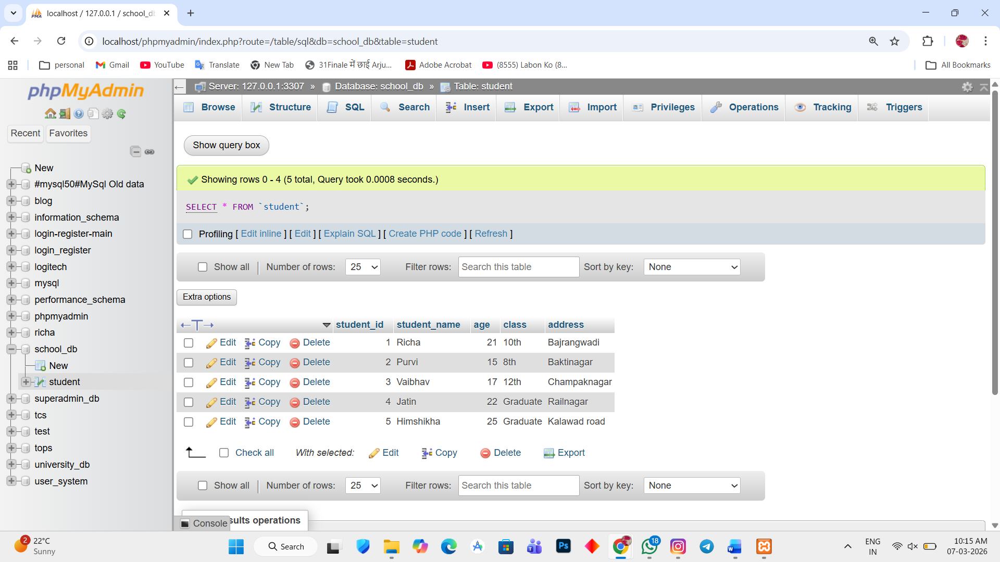 localhost / 127.0.0.1 / school_d
localhost/phpmyadmin/index.php?route=/table/sql&db=school_db&table=student
personal Gmail YouTube Translate New Tab 31Finale में छाई Arju... Adobe Acrobat (8555) Labon Ko (8... All Bookmarks
phpMyAdmin
Recent Favorites
New
#mysql50#MySql Old data
blog
information_schema
login-register-main
login_register
logitech
mysql
performance_schema
phpmyadmin
richa
school_db
New
student
superadmin_db
tcs
test
tops
university_db
user_system
Server: 127.0.0.1:3307 » Database: school_db » Table: student
Browse Structure SQL Search Insert Export Import Privileges Operations Tracking Triggers
Show query box
Showing rows 0 - 4 (5 total, Query took 0.0008 seconds.)
SELECT * FROM `student`;
Profiling [ Edit inline ] [ Edit ] [ Explain SQL ] [ Create PHP code ] [ Refresh ]
Show all Number of rows: 25 Filter rows: Search this table Sort by key: None
Extra options
←T→ student_id student_name age class address
Edit Copy Delete 1 Richa 21 10th Bajrangwadi
Edit Copy Delete 2 Purvi 15 8th Baktinagar
Edit Copy Delete 3 Vaibhav 17 12th Champaknagar
Edit Copy Delete 4 Jatin 22 Graduate Railnagar
Edit Copy Delete 5 Himshikha 25 Graduate Kalawad road
Check all With selected: Edit Copy Delete Export
Show all Number of rows: 25 Filter rows: Search this table Sort by key: None
Console sults operations
2 22°C
Sunny
Search
Ps
18
ENG
IN
10:15 AM
07-03-2026